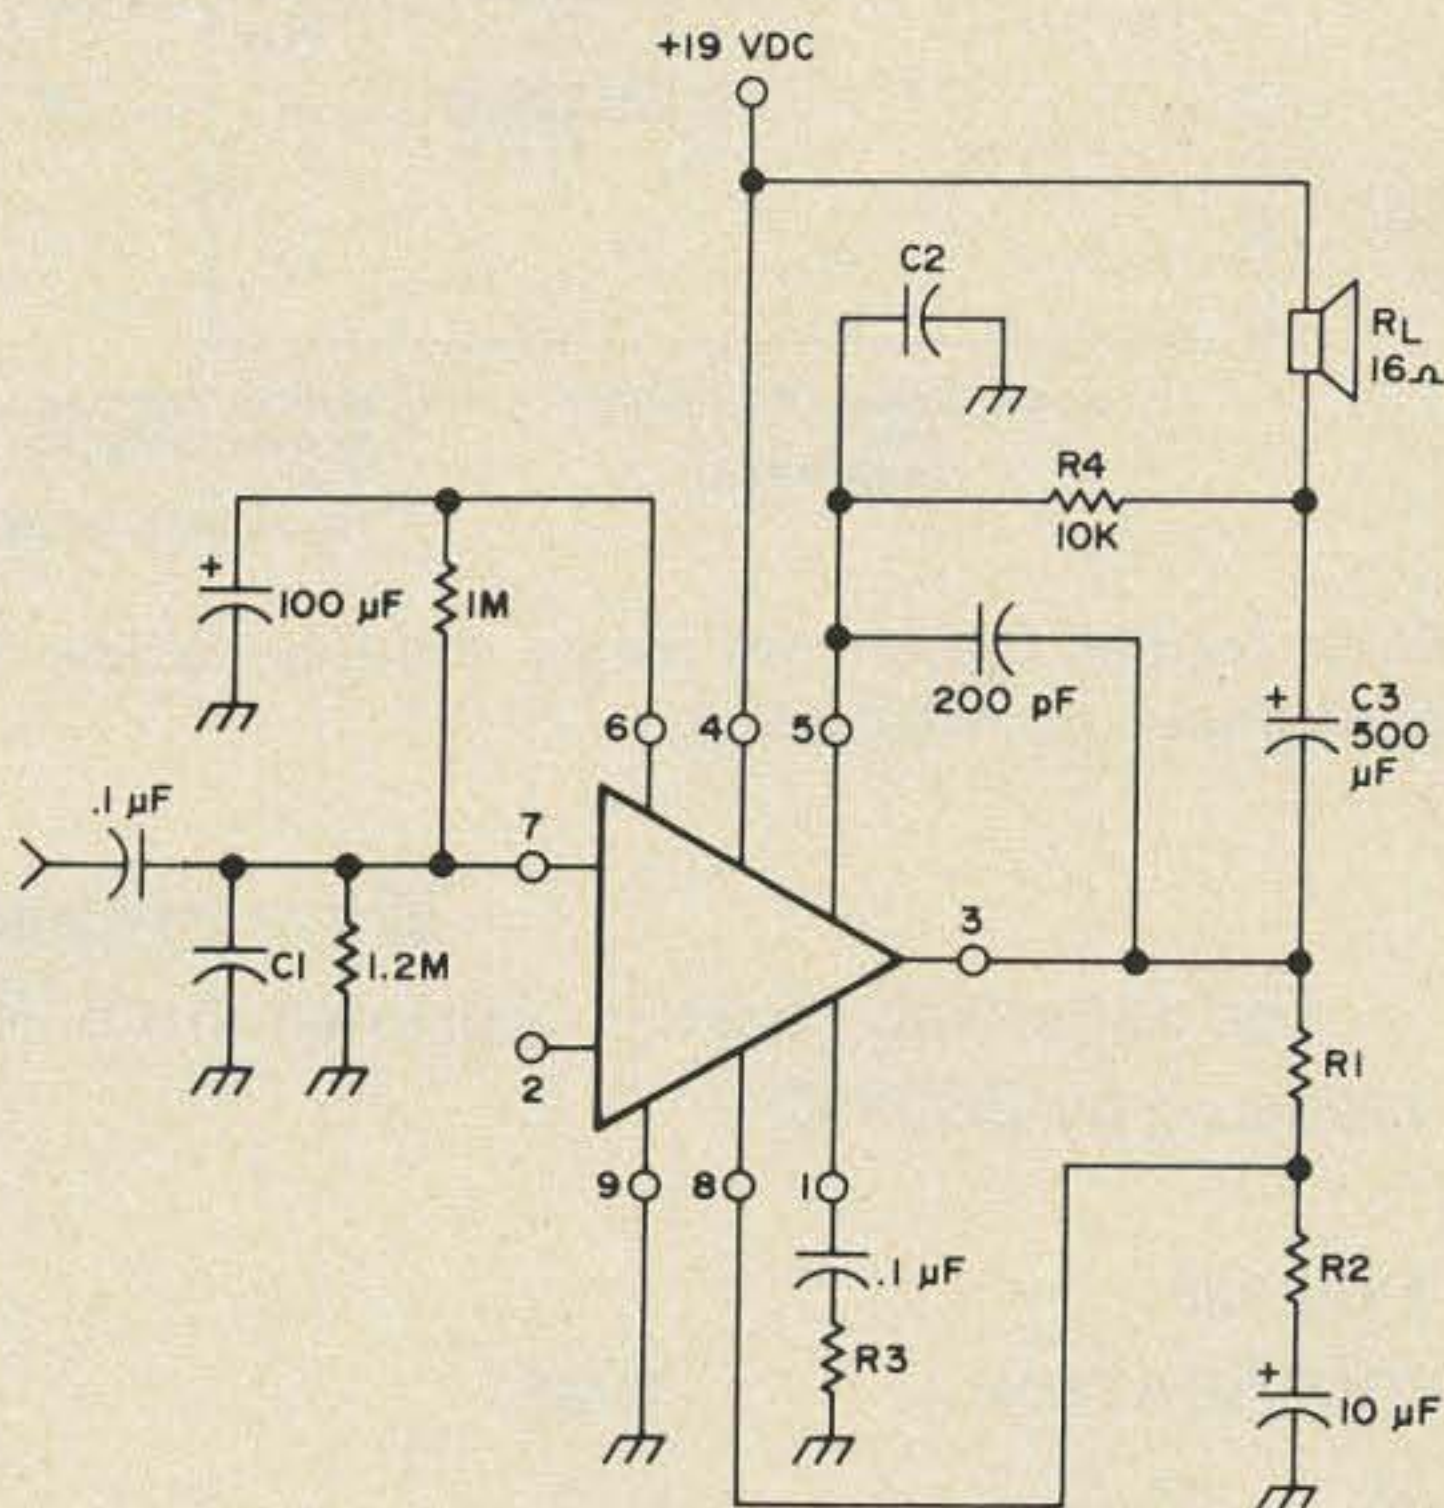 +19 VDC
C2
RL
16Ω
R4
10K
+
100 µF
1M
200 pF
+
C3
500
µF
6
4
5
.1 µF
7
3
C1
1.2M
2
R1
9
8
1
.1 µF
R2
R3
+
10 µF